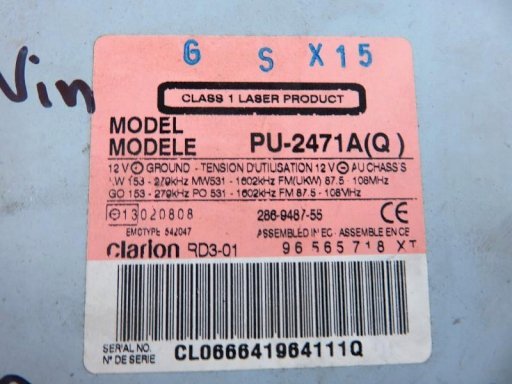 G S X15
Vin
CLASS 1 LASER PRODUCT
MODEL
MODELE PU-2471A(Q)
12 V ⊝ GROUND - TENSION D'UTILISATION 12 V ⊝ AU CHASSIS
LW 153 - 279kHz MW531 - 1602kHz FM(UKW) 87.5 - 108MHz
GO 153 - 279kHz PO 531 - 1602kHz FM 87.5 - 108MHz
e13 020808 286-9487-55 CE
EMCTYPE 542047 ASSEMBLED IN EC - ASSEMBLE EN CE
clarion RD3-01 96 565 718 XT
SERIAL NO.
N° DE SERIE CL066641964111Q